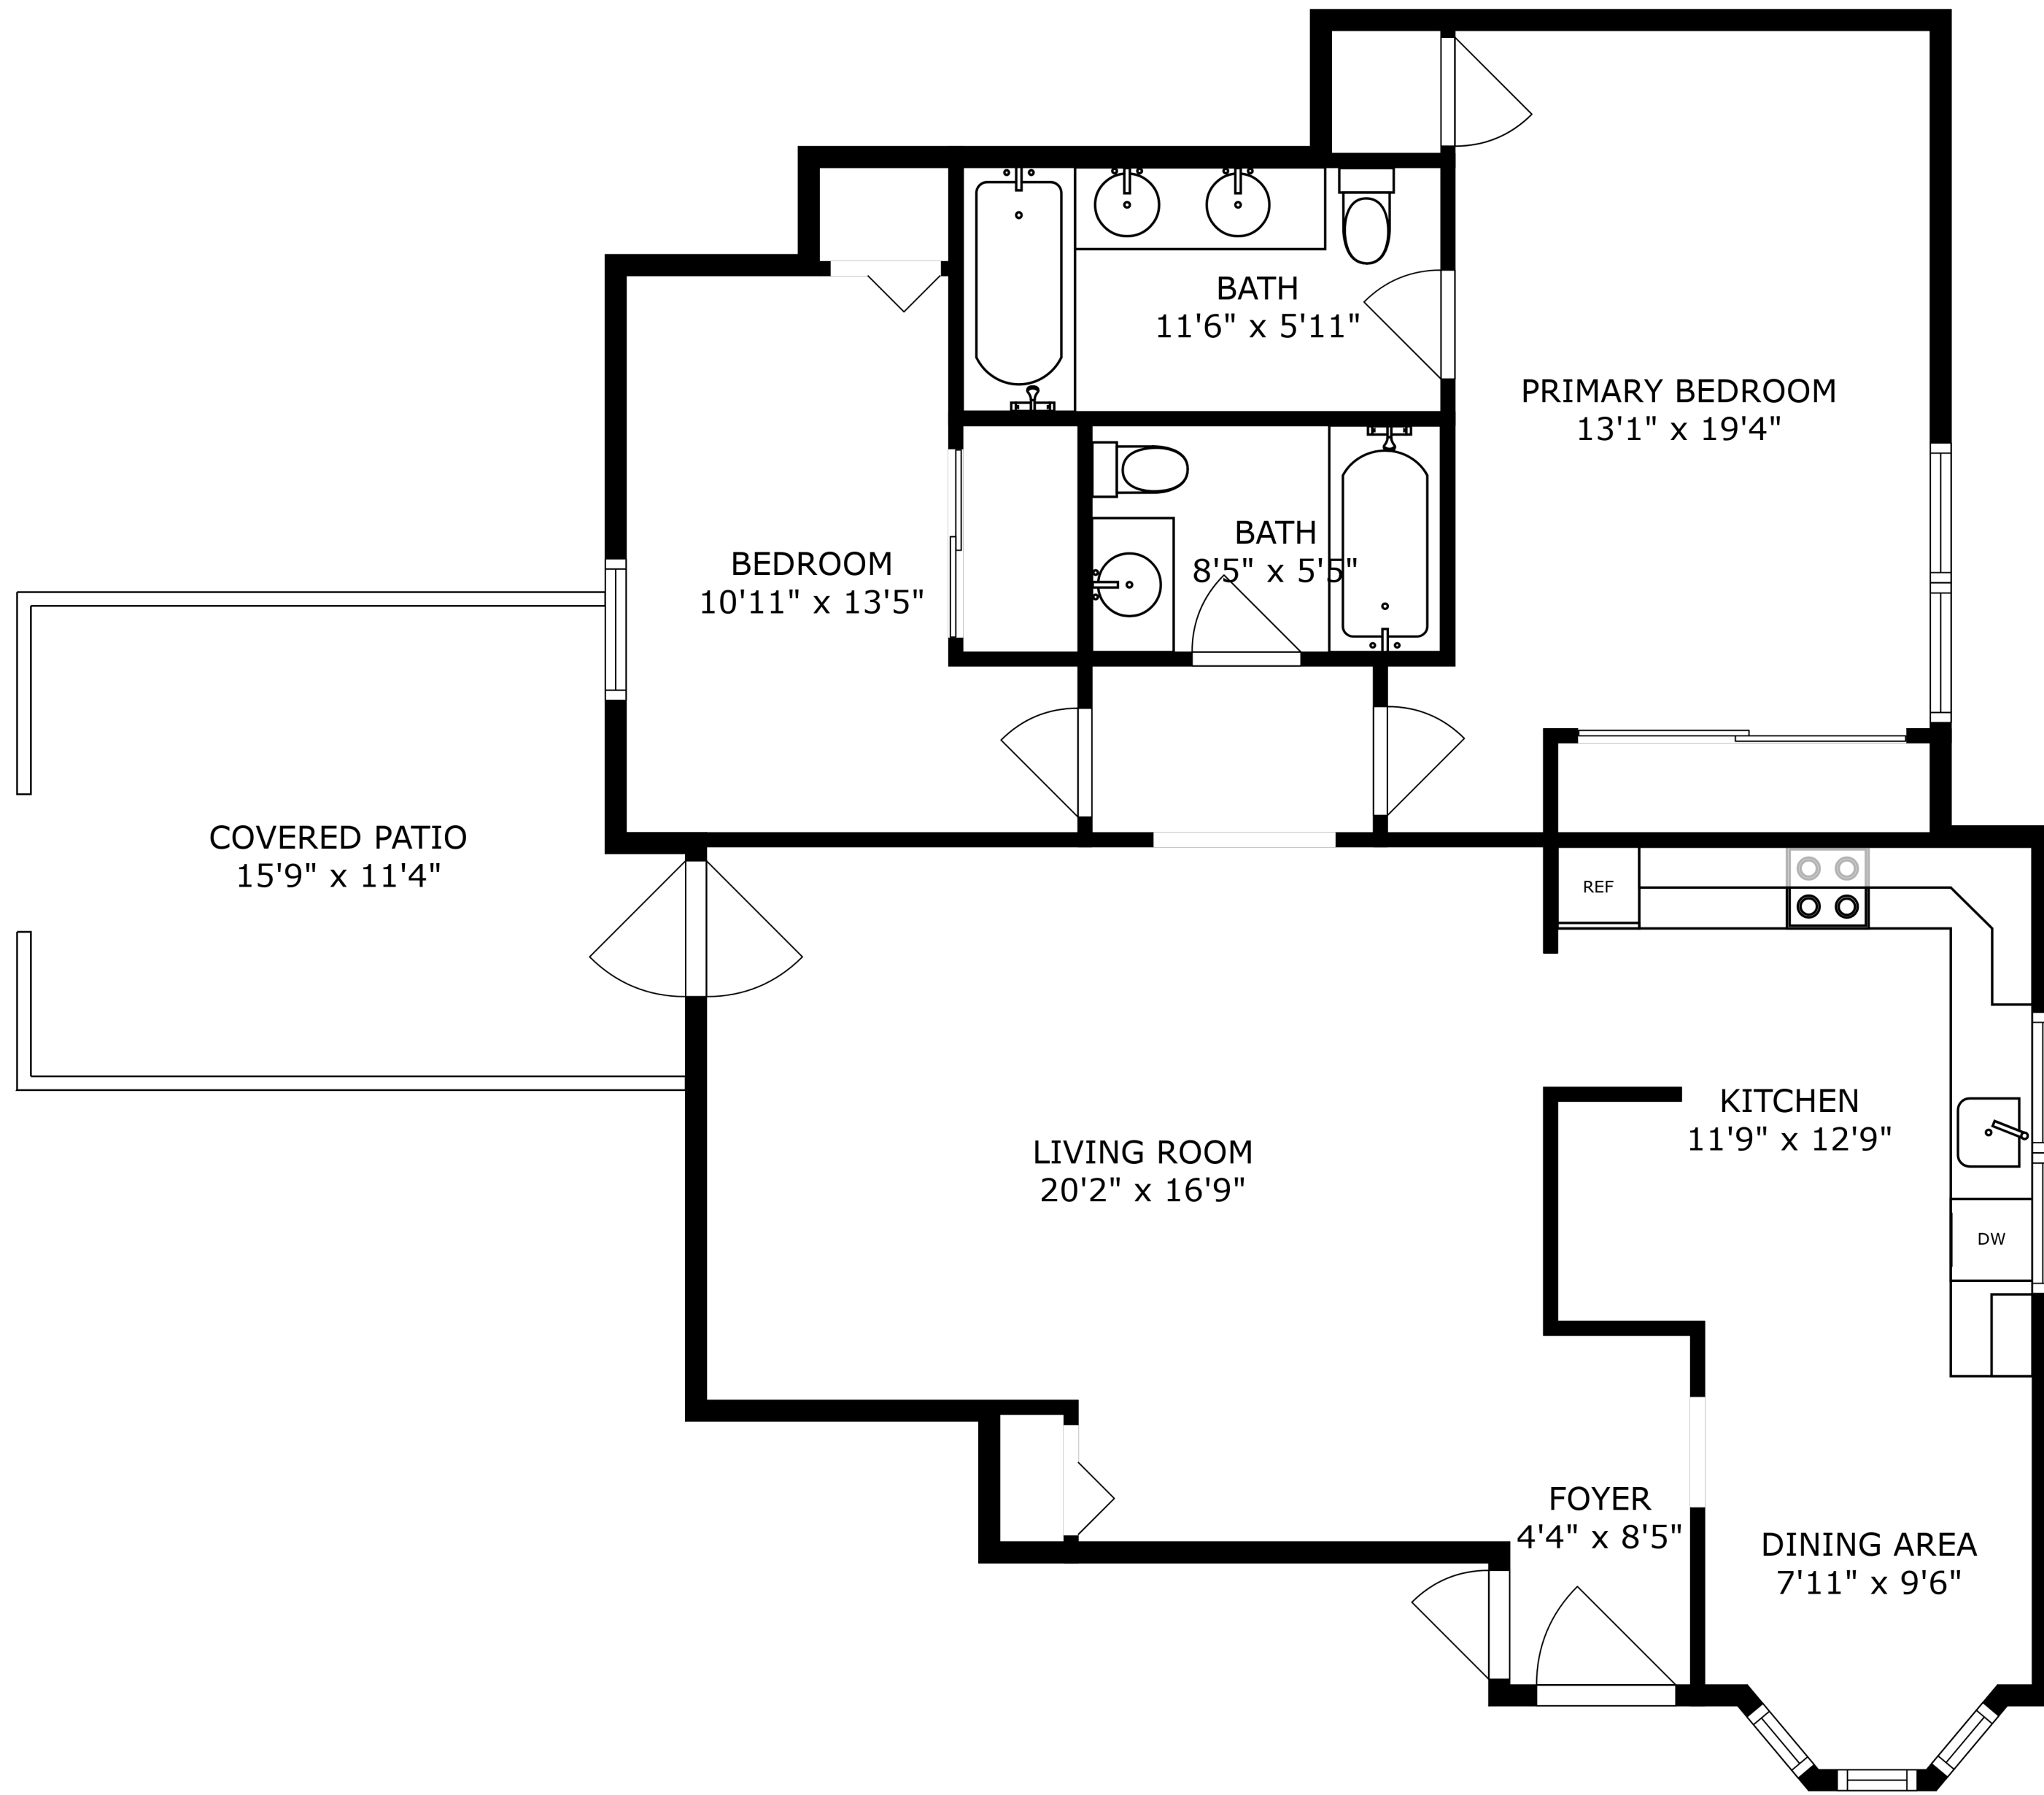 BATH
11'6" x 5'11"
PRIMARY BEDROOM
13'1" x 19'4"
BATH
8'5" x 5'5"
BEDROOM
10'11" x 13'5"
COVERED PATIO
15'9" x 11'4"
REF
KITCHEN
11'9" x 12'9"
LIVING ROOM
20'2" x 16'9"
DW
FOYER
4'4" x 8'5"
DINING AREA
7'11" x 9'6"